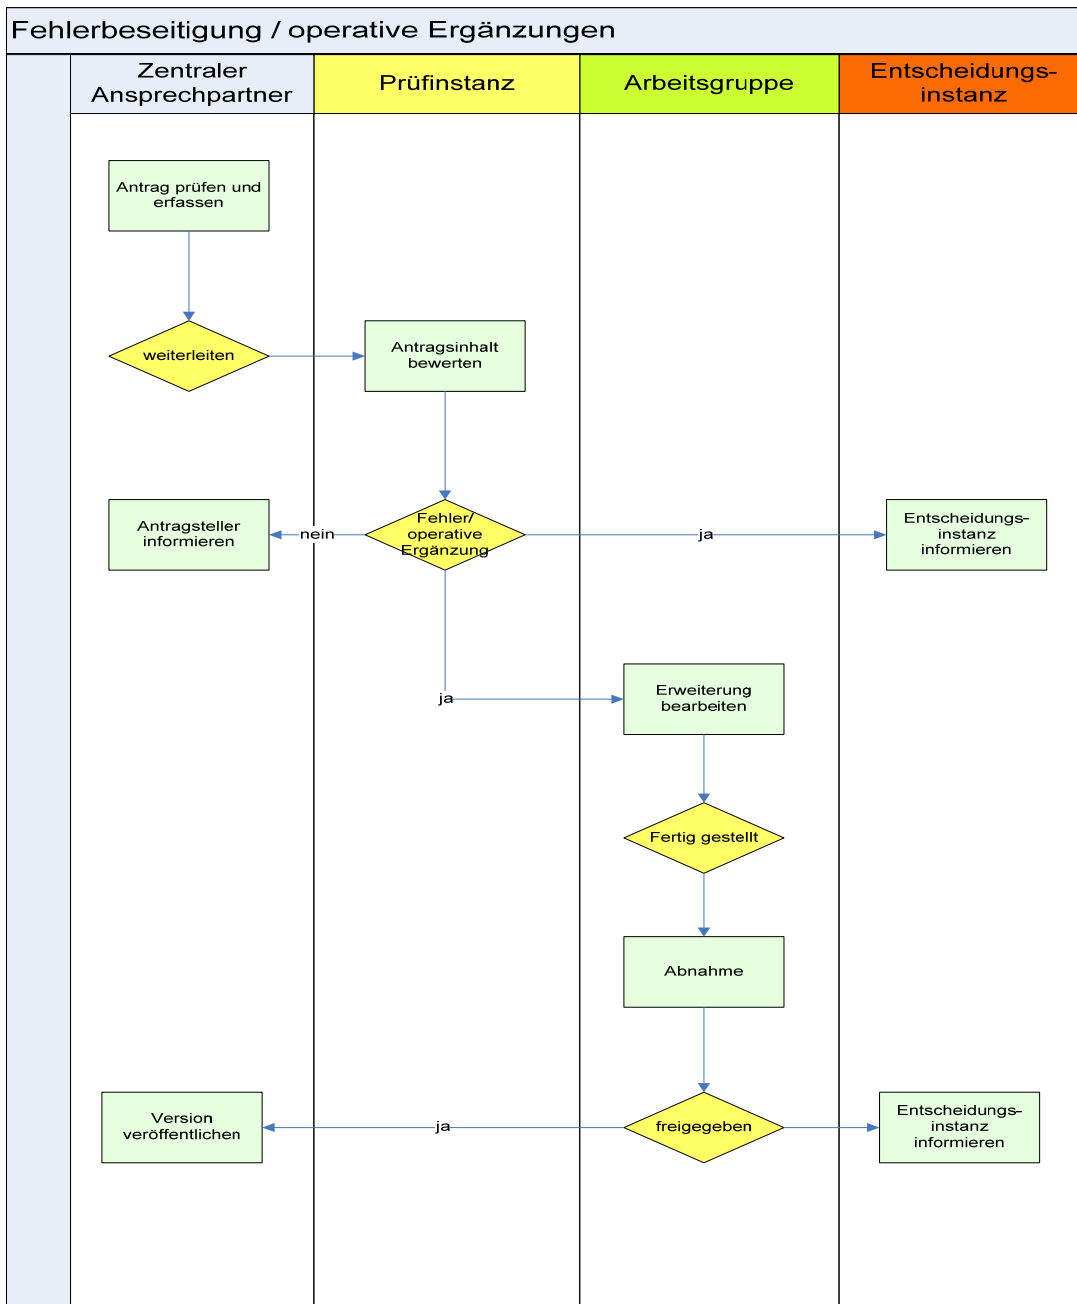 Fehlerbeseitigung / operative Ergänzungen
Zentraler
Ansprechpartner
Prüfinstanz
Arbeitsgruppe
Entscheidungs-
instanz
Antrag prüfen und
erfassen
weiterleiten
Antragsinhalt
bewerten
Antragsteller
informieren
nein
Fehler/
operative
Ergänzung
ja
Entscheidungs-
instanz
informieren
ja
Erweiterung
bearbeiten
Fertig gestellt
Abnahme
Version
veröffentlichen
ja
freigegeben
Entscheidungs-
instanz
informieren